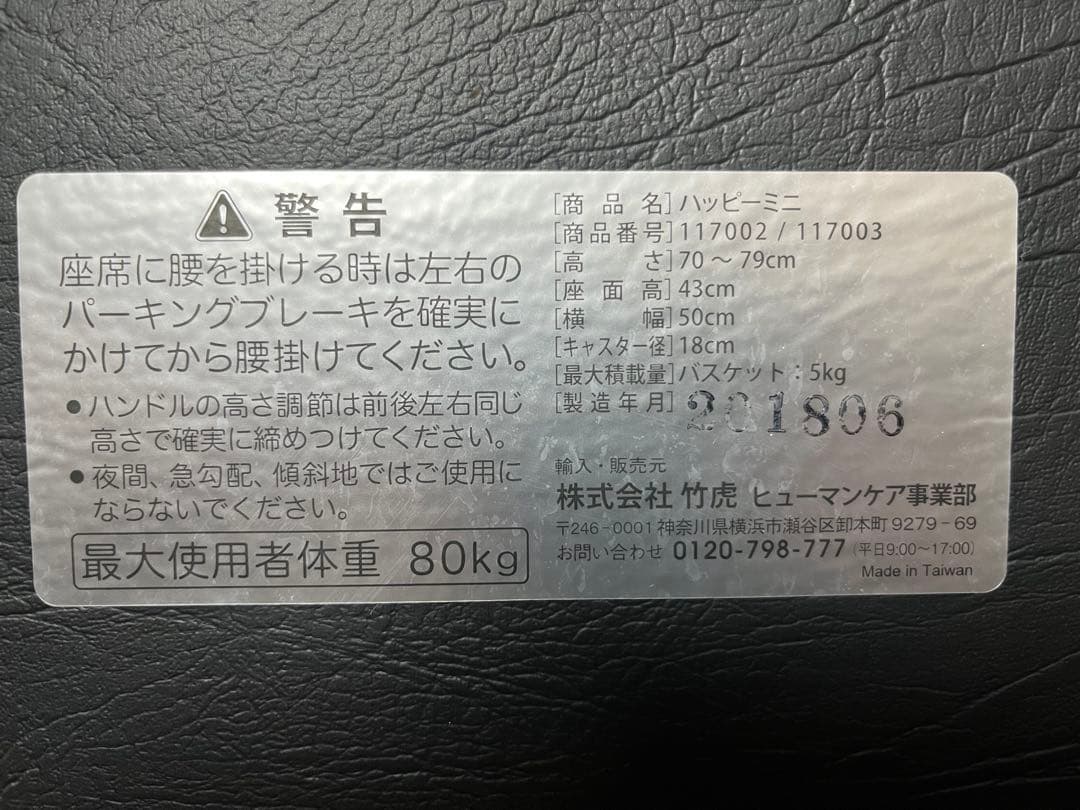 警告
座席に腰を掛ける時は左右の
パーキングブレーキを確実に
かけてから腰掛けてください。
●ハンドルの高さ調節は前後左右同じ
高さで確実に締めつけてください。
●夜間、急勾配、傾斜地ではご使用に
ならないでください。
最大使用者体重 80kg
[商品名]ハッピーミニ
[商品番号]117002 / 117003
[高さ]70～79cm
[座面高]43cm
[横幅]50cm
[キャスター径]18cm
[最大積載量]バスケット：5kg
[製造年月]201806
輸入・販売元
株式会社 竹虎 ヒューマンケア事業部
〒246-0001 神奈川県横浜市瀬谷区卸本町 9279-69
お問い合わせ 0120-798-777 (平日9:00～17:00)
Made in Taiwan